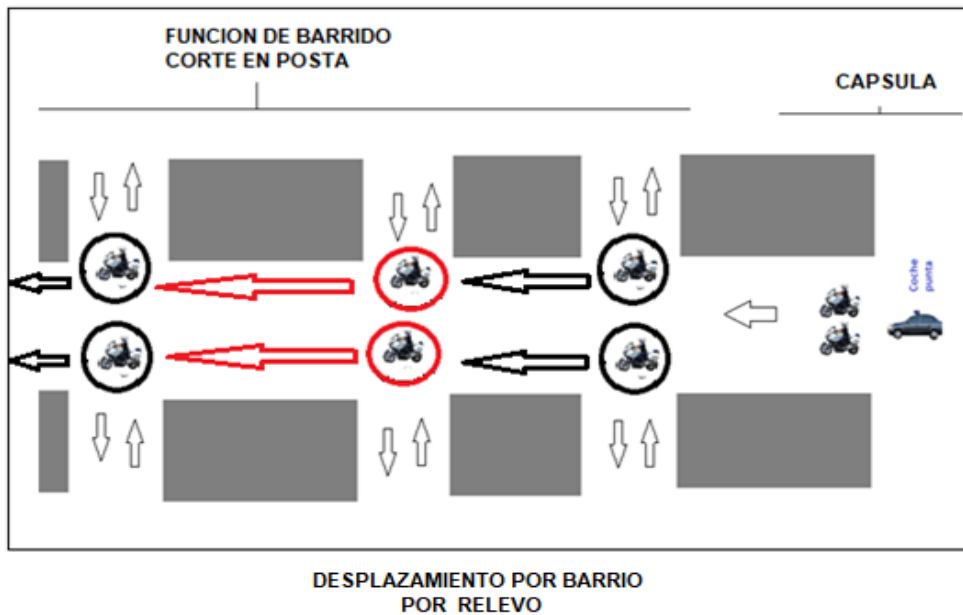 FUNCION DE BARRIDO
CORTE EN POSTA
CAPSULA
Coche
punta
DESPLAZAMIENTO POR BARRIO
POR RELEVO